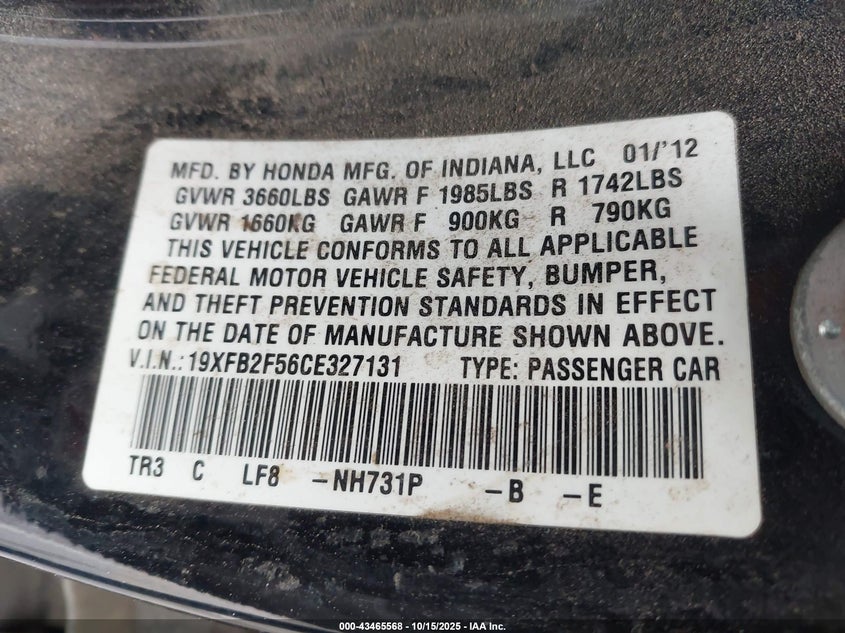 MFD. BY HONDA MFG. OF INDIANA, LLC 01/'12
GVWR 3660LBS GAWR F 1985LBS R 1742LBS
GVWR 1660KG GAWR F 900KG R 790KG
THIS VEHICLE CONFORMS TO ALL APPLICABLE
FEDERAL MOTOR VEHICLE SAFETY, BUMPER,
AND THEFT PREVENTION STANDARDS IN EFFECT
ON THE DATE OF MANUFACTURE SHOWN ABOVE.
V.I.N.: 19XFB2F56CE327131 TYPE: PASSENGER CAR
TR3 C LF8 -NH731P -B -E
000-43465568 - 10/15/2025 - IAA Inc.